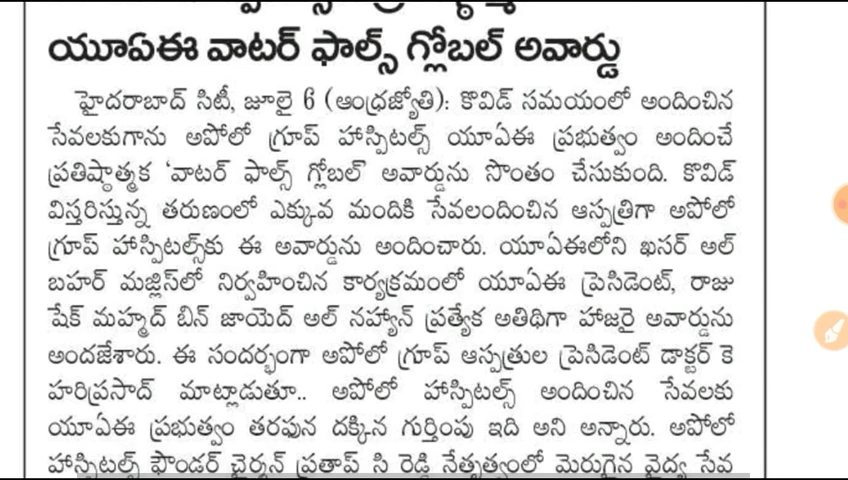 యూఏఈ వాటర్ ఫాల్స్ గ్లోబల్ అవార్డు
హైదరాబాద్ సిటీ, జూలై 6 (ఆంధ్రజ్యోతి): కొవిడ్ సమయంలో అందించిన
సేవలకుగాను అపోలో గ్రూప్ హాస్పిటల్స్ యూఏఈ ప్రభుత్వం అందించే
ప్రతిష్ఠాత్మక ‘వాటర్ ఫాల్స్ గ్లోబల్’ అవార్డును సొంతం చేసుకుంది. కొవిడ్
విస్తరిస్తున్న తరుణంలో ఎక్కువ మందికి సేవలందించిన ఆస్పత్రిగా అపోలో
గ్రూప్ హాస్పిటల్స్‌కు ఈ అవార్డును అందించారు. యూఏఈలోని ఖసర్ అల్
బహర్ మజ్లిస్‌లో నిర్వహించిన కార్యక్రమంలో యూఏఈ ప్రెసిడెంట్, రాజు
షేక్ మహ్మద్ బిన్ జాయెద్ అల్ నహ్యాన్ ప్రత్యేక అతిథిగా హాజరై అవార్డును
అందజేశారు. ఈ సందర్భంగా అపోలో గ్రూప్ ఆస్పత్రుల ప్రెసిడెంట్ డాక్టర్ కె
హరిప్రసాద్ మాట్లాడుతూ.. అపోలో హాస్పిటల్స్ అందించిన సేవలకు
యూఏఈ ప్రభుత్వం తరఫున దక్కిన గుర్తింపు ఇది అని అన్నారు. అపోలో
హాస్పిటల్స్ ఫౌండర్ చైర్మన్ ప్రతాప్ సి రెడ్డి నేతృత్వంలో మెరుగైన వైద్య సేవ